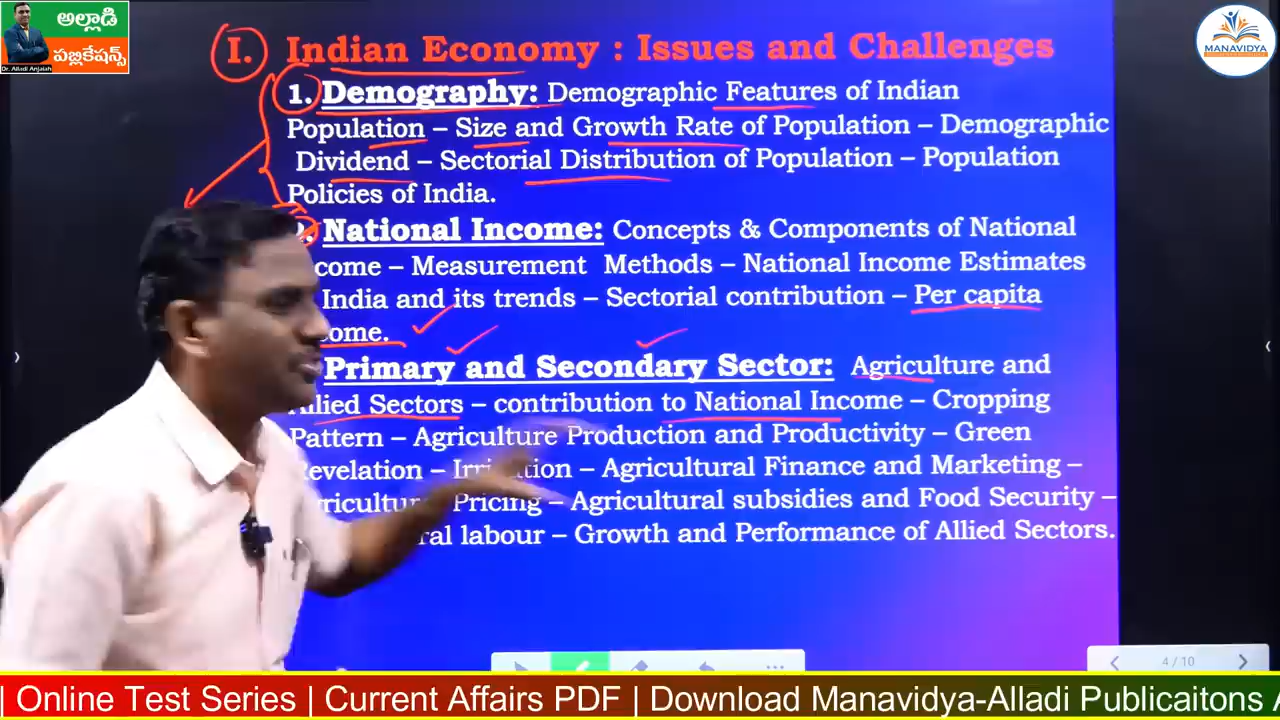 అల్లాడి
పబ్లికేషన్స్
Dr. Alladi Anjaiah
MANAVIDYA
I. Indian Economy : Issues and Challenges
1. Demography: Demographic Features of Indian
Population – Size and Growth Rate of Population – Demographic
Dividend – Sectorial Distribution of Population – Population
Policies of India.
National Income: Concepts & Components of National
come – Measurement Methods – National Income Estimates
India and its trends – Sectorial contribution – Per capita
come.
Primary and Secondary Sector: Agriculture and
Allied Sectors – contribution to National Income – Cropping
Pattern – Agriculture Production and Productivity – Green
Revelation – Irrigation – Agricultural Finance and Marketing –
Pricing – Agricultural subsidies and Food Security –
ral labour – Growth and Performance of Allied Sectors.
4 / 10
| Online Test Series | Current Affairs PDF | Download Manavidya-Alladi Publicaitons A